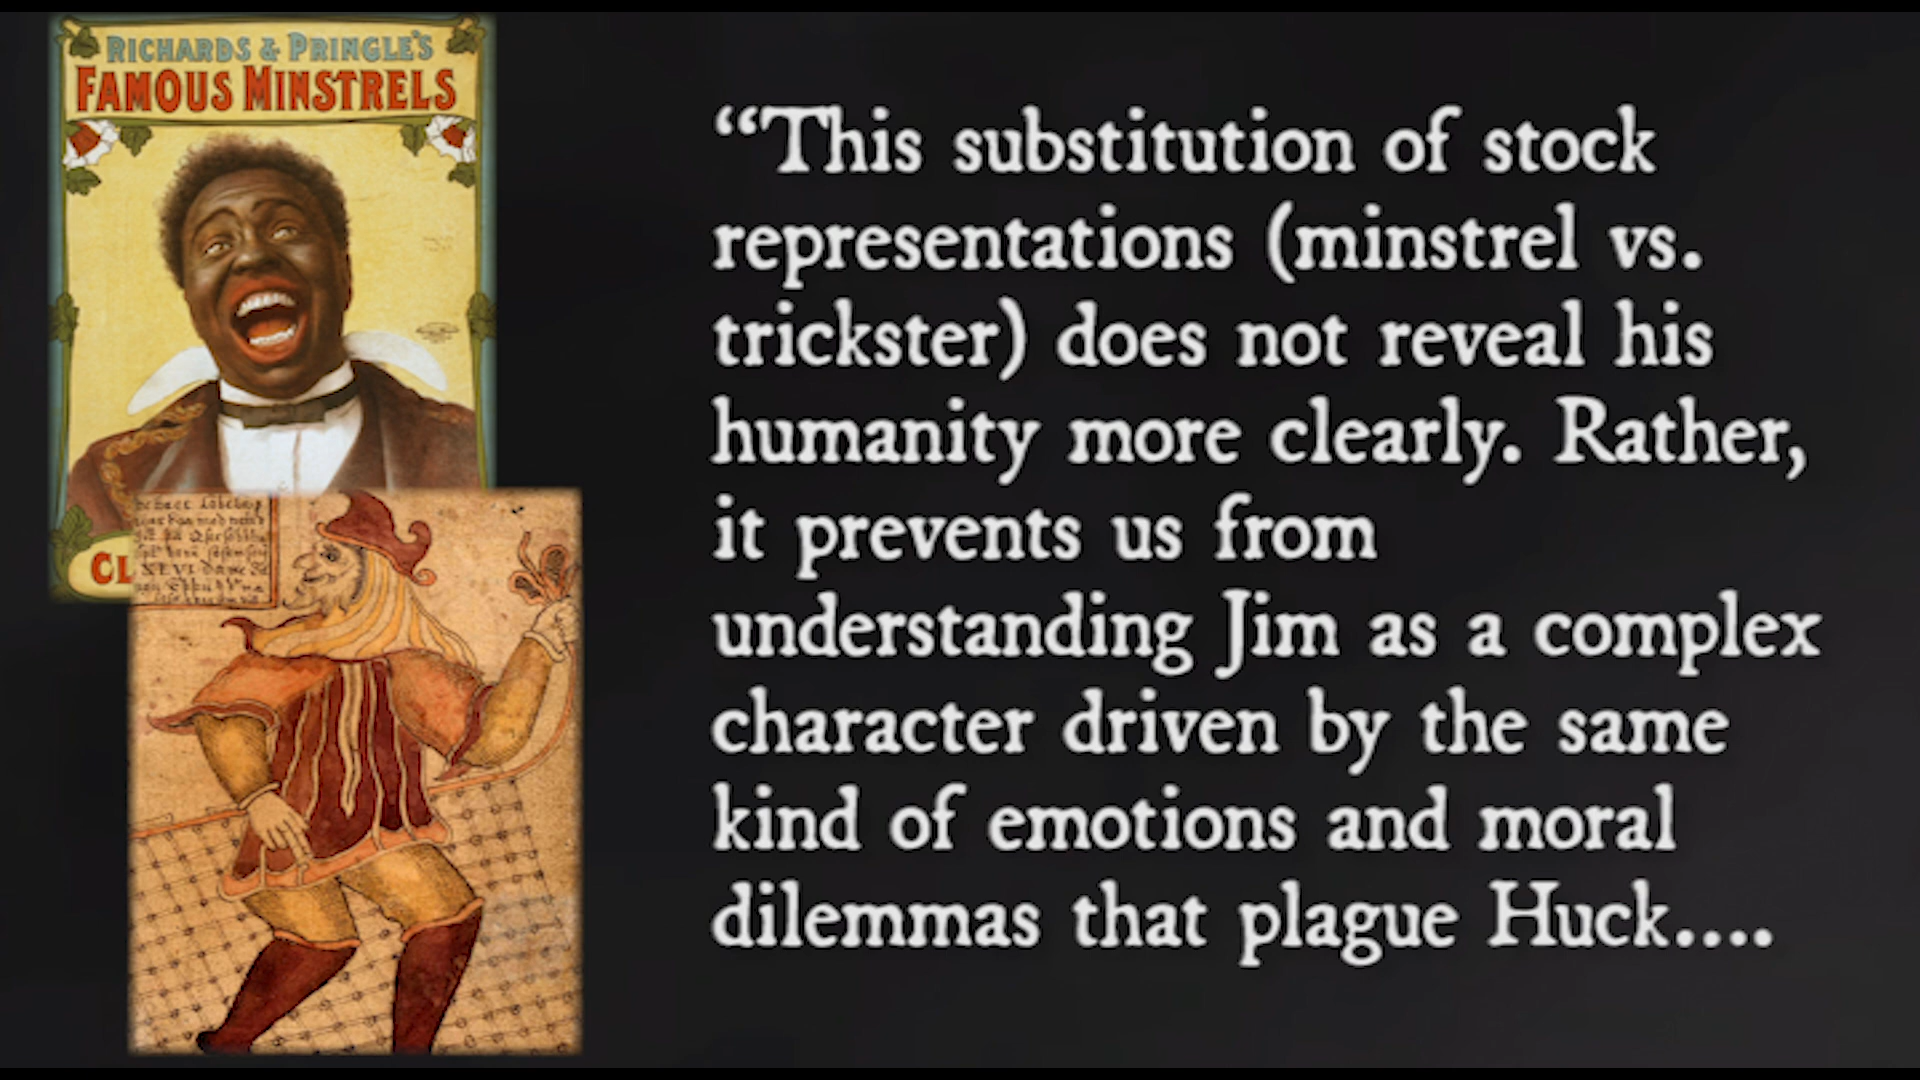 RICHARDS & PRINGLE'S
FAMOUS MINSTRELS
CL
“This substitution of stock
representations (minstrel vs.
trickster) does not reveal his
humanity more clearly. Rather,
it prevents us from
understanding Jim as a complex
character driven by the same
kind of emotions and moral
dilemmas that plague Huck....